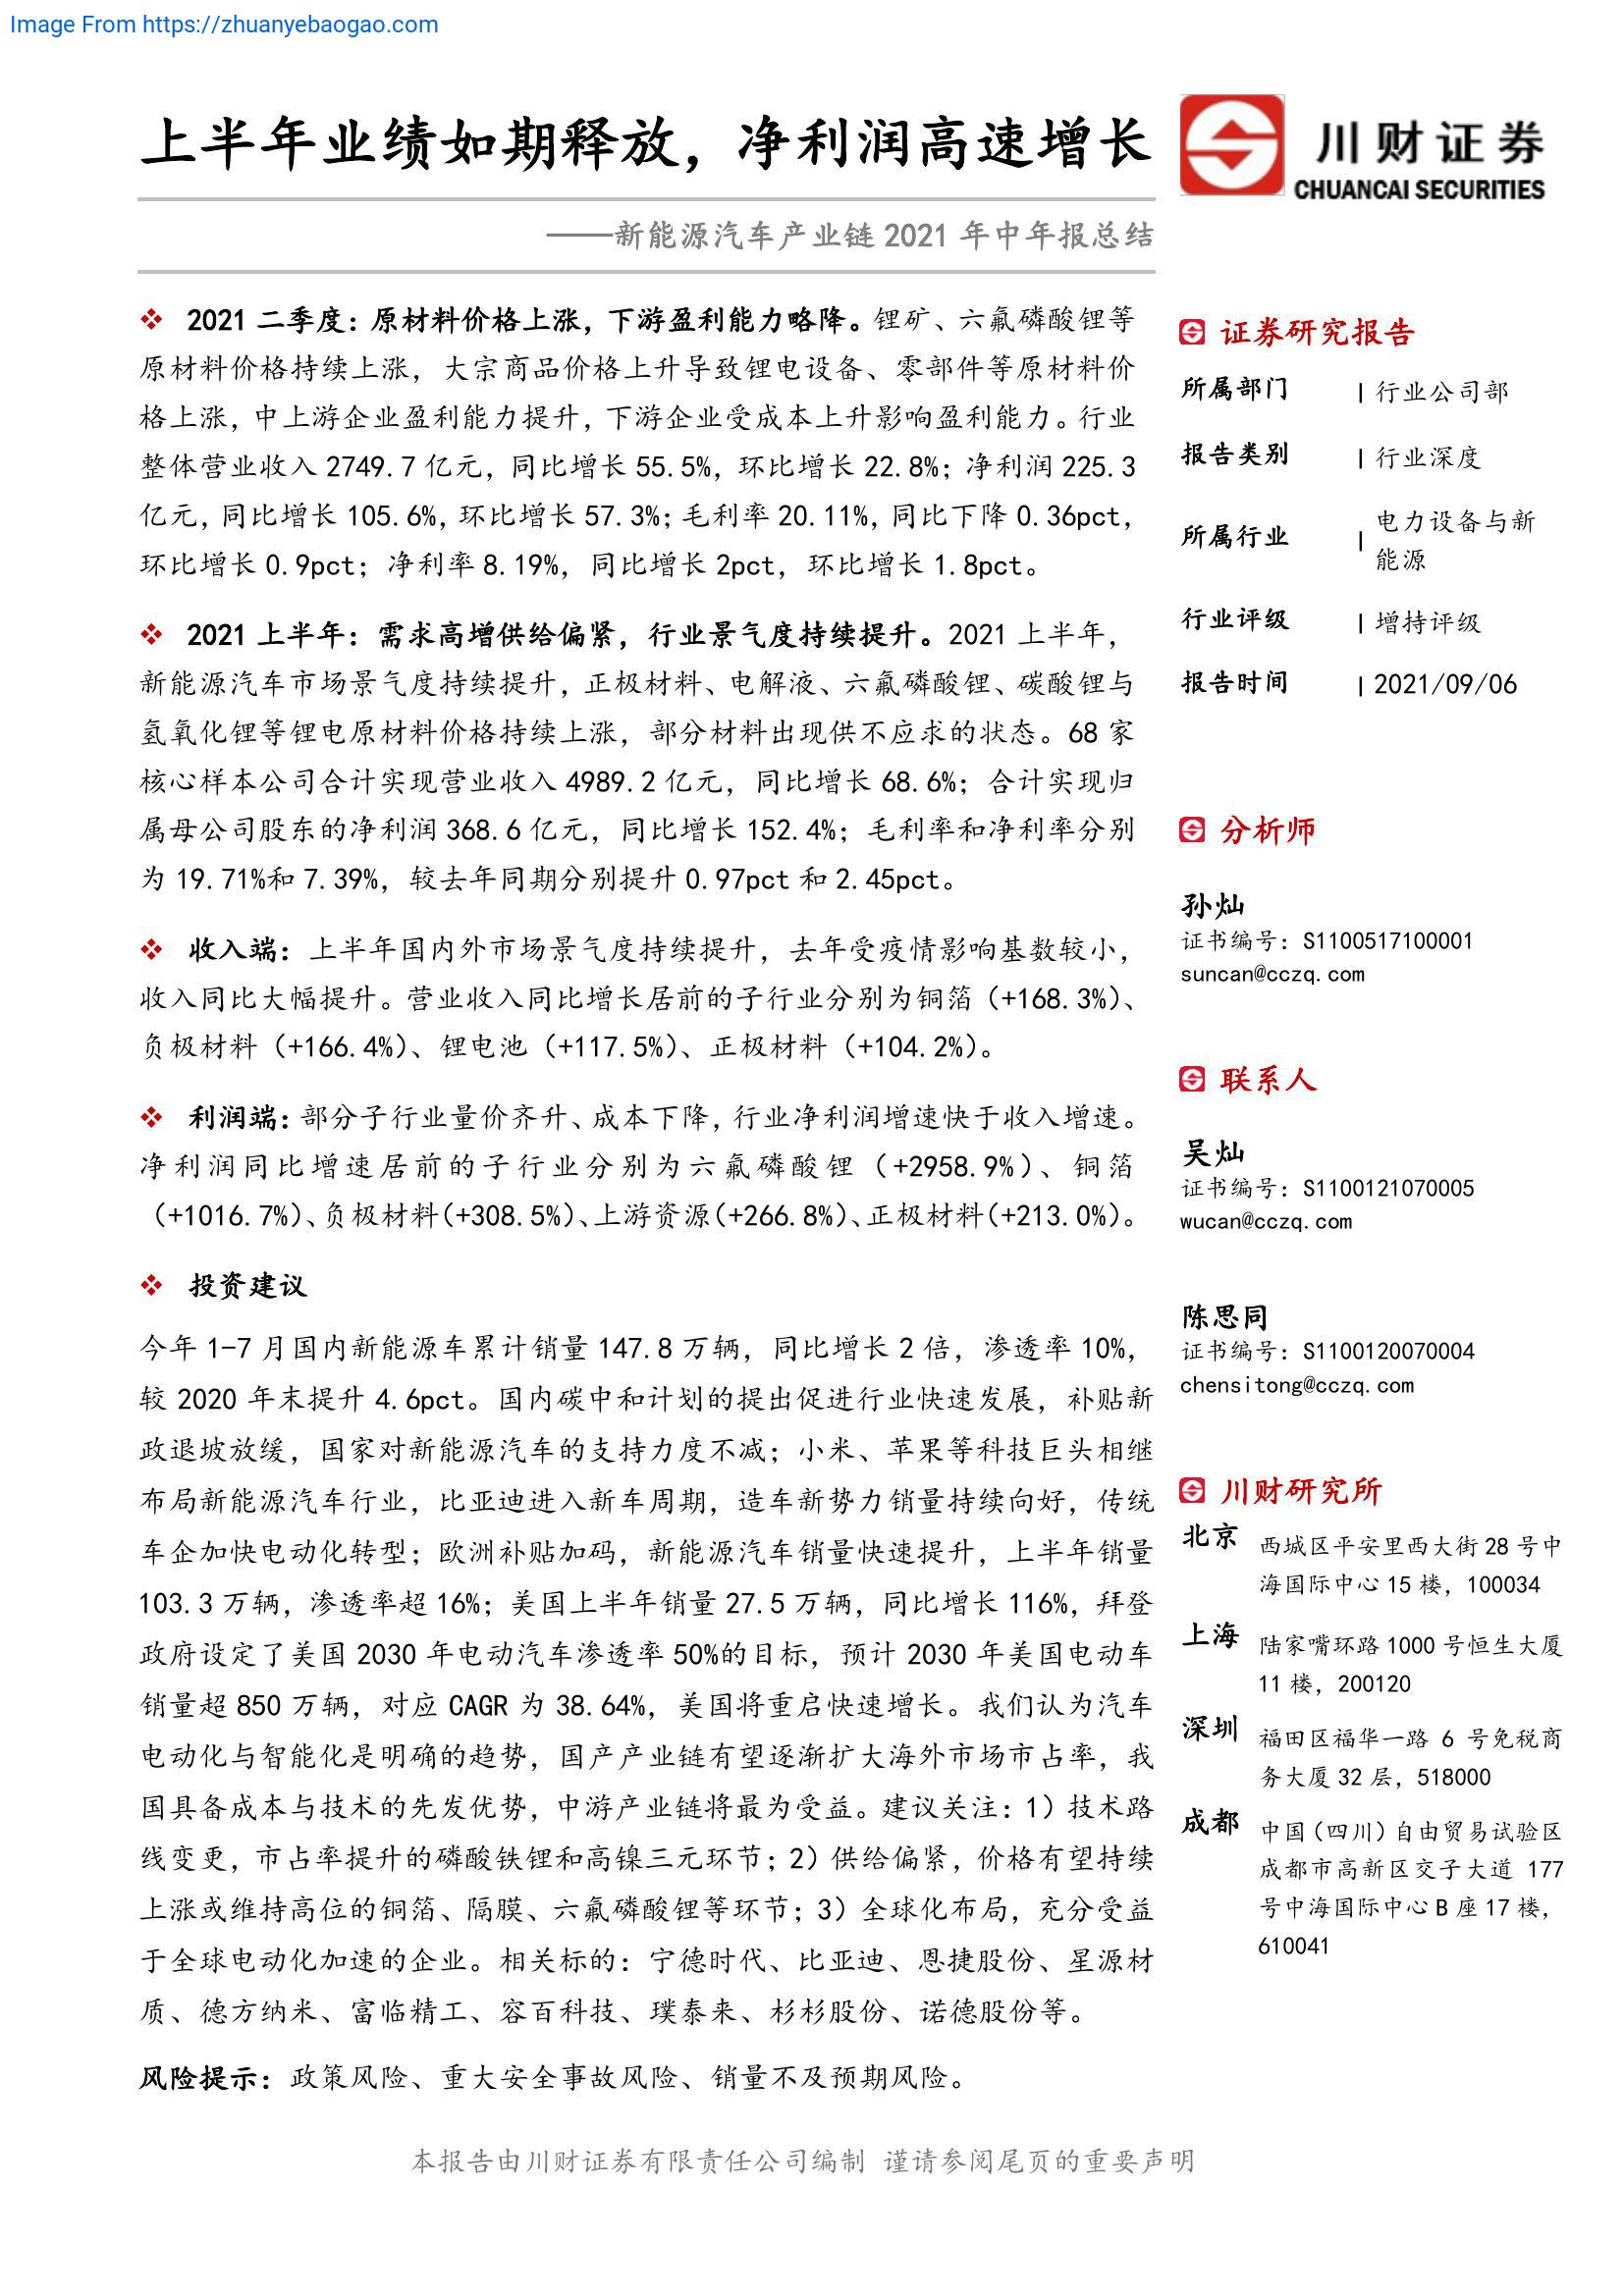 Image From https://zhuanyebaogao.com
上半年业绩如期释放，净利润高速增长
川财证券
CHUANCAI SECURITIES
——新能源汽车产业链 2021 年中年报总结
❖ 2021 二季度：原材料价格上涨，下游盈利能力略降。锂矿、六氟磷酸锂等
原材料价格持续上涨，大宗商品价格上升导致锂电设备、零部件等原材料价
格上涨，中上游企业盈利能力提升，下游企业受成本上升影响盈利能力。行业
整体营业收入 2749.7 亿元，同比增长 55.5%，环比增长 22.8%；净利润 225.3
亿元，同比增长 105.6%，环比增长 57.3%；毛利率 20.11%，同比下降 0.36pct，
环比增长 0.9pct；净利率 8.19%，同比增长 2pct，环比增长 1.8pct。
❖ 2021 上半年：需求高增供给偏紧，行业景气度持续提升。2021 上半年，
新能源汽车市场景气度持续提升，正极材料、电解液、六氟磷酸锂、碳酸锂与
氢氧化锂等锂电原材料价格持续上涨，部分材料出现供不应求的状态。68 家
核心样本公司合计实现营业收入 4989.2 亿元，同比增长 68.6%；合计实现归
属母公司股东的净利润 368.6 亿元，同比增长 152.4%；毛利率和净利率分别
为 19.71%和 7.39%，较去年同期分别提升 0.97pct 和 2.45pct。
❖ 收入端：上半年国内外市场景气度持续提升，去年受疫情影响基数较小，
收入同比大幅提升。营业收入同比增长居前的子行业分别为铜箔（+168.3%）、
负极材料（+166.4%）、锂电池（+117.5%）、正极材料（+104.2%）。
❖ 利润端：部分子行业量价齐升、成本下降，行业净利润增速快于收入增速。
净利润同比增速居前的子行业分别为六氟磷酸锂（+2958.9%）、铜箔
（+1016.7%）、负极材料（+308.5%）、上游资源（+266.8%）、正极材料（+213.0%）。
❖ 投资建议
今年 1-7 月国内新能源车累计销量 147.8 万辆，同比增长 2 倍，渗透率 10%，
较 2020 年末提升 4.6pct。国内碳中和计划的提出促进行业快速发展，补贴新
政退坡放缓，国家对新能源汽车的支持力度不减；小米、苹果等科技巨头相继
布局新能源汽车行业，比亚迪进入新车周期，造车新势力销量持续向好，传统
车企加快电动化转型；欧洲补贴加码，新能源汽车销量快速提升，上半年销量
103.3 万辆，渗透率超 16%；美国上半年销量 27.5 万辆，同比增长 116%，拜登
政府设定了美国 2030 年电动汽车渗透率 50%的目标，预计 2030 年美国电动车
销量超 850 万辆，对应 CAGR 为 38.64%，美国将重启快速增长。我们认为汽车
电动化与智能化是明确的趋势，国产产业链有望逐渐扩大海外市场市占率，我
国具备成本与技术的先发优势，中游产业链将最为受益。建议关注：1）技术路
线变更，市占率提升的磷酸铁锂和高镍三元环节；2）供给偏紧，价格有望持续
上涨或维持高位的铜箔、隔膜、六氟磷酸锂等环节；3）全球化布局，充分受益
于全球电动化加速的企业。相关标的：宁德时代、比亚迪、恩捷股份、星源材
质、德方纳米、富临精工、容百科技、璞泰来、杉杉股份、诺德股份等。
风险提示：政策风险、重大安全事故风险、销量不及预期风险。
证券研究报告
所属部门 | 行业公司部
报告类别 | 行业深度
所属行业 | 电力设备与新
能源
行业评级 | 增持评级
报告时间 | 2021/09/06
分析师
孙灿
证书编号：S1100517100001
suncan@cczq.com
联系人
吴灿
证书编号：S1100121070005
wucan@cczq.com
陈思同
证书编号：S1100120070004
chensitong@cczq.com
川财研究所
北京 西城区平安里西大街 28 号中
海国际中心 15 楼，100034
上海 陆家嘴环路 1000 号恒生大厦
11 楼，200120
深圳 福田区福华一路 6 号免税商
务大厦 32 层，518000
成都 中国（四川）自由贸易试验区
成都市高新区交子大道 177
号中海国际中心 B 座 17 楼，
610041
本报告由川财证券有限责任公司编制 谨请参阅尾页的重要声明